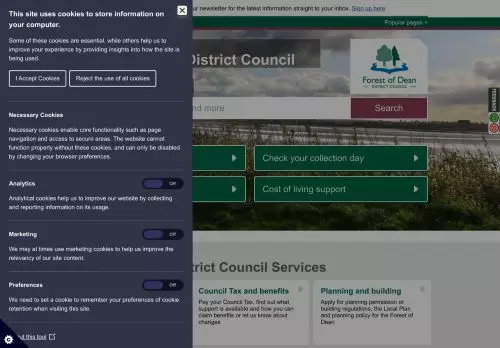 This site uses cookies to store information on
your computer.
Some of these cookies are essential, while others help us to
improve your experience by providing insights into how the site is
being used.
I Accept Cookies
Reject the use of all cookies
Necessary Cookies
Necessary cookies enable core functionality such as page
navigation and access to secure areas. The website cannot
function properly without these cookies, and can only be disabled
by changing your browser preferences.
Analytics
Off
Analytical cookies help us to improve our website by collecting
and reporting information on its usage.
Marketing
Off
We may at times use marketing cookies to help us improve the
relevancy of our site content.
Preferences
Off
We need to set a cookie to remember your preferences of cookie
retention when visiting this site.
this tool
newsletter for the latest information straight to your inbox. Sign up here
Popular pages >
District Council
Forest of Dean
DISTRICT COUNCIL
nd more
Search
FEEDBACK
Check your collection day
Cost of living support
trict Council Services
Council Tax and benefits
Pay your Council Tax, find out what
support is available and how you can
claim benefits or let us know about
changes
Planning and building
Apply for planning permission or
building regulations, the Local Plan
and planning policy for the Forest of
Dean